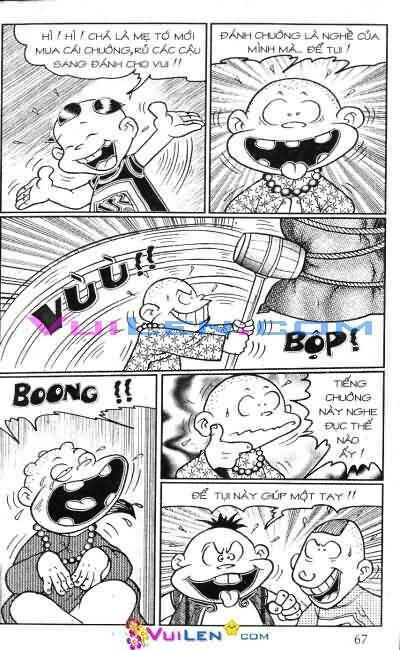 HÌ! HÌ! CHẢ LÀ MẸ TỚ MỚI
MUA CÁI CHUÔNG, RỦ CÁC CẬU
SANG ĐÁNH CHO VUI!!
ĐÁNH CHUÔNG LÀ NGHỀ CỦA
MÌNH MÀ... ĐỂ TUI!
VÙÙ!!
VUILEN.COM
BỘP!
BOONG!!
TIẾNG
CHUÔNG
NÀY NGHE
ĐỤC THẾ
NÀO
ẤY!
ĐỂ TỤI NÀY GIÚP MỘT TAY!!
VUILEN.COM
67